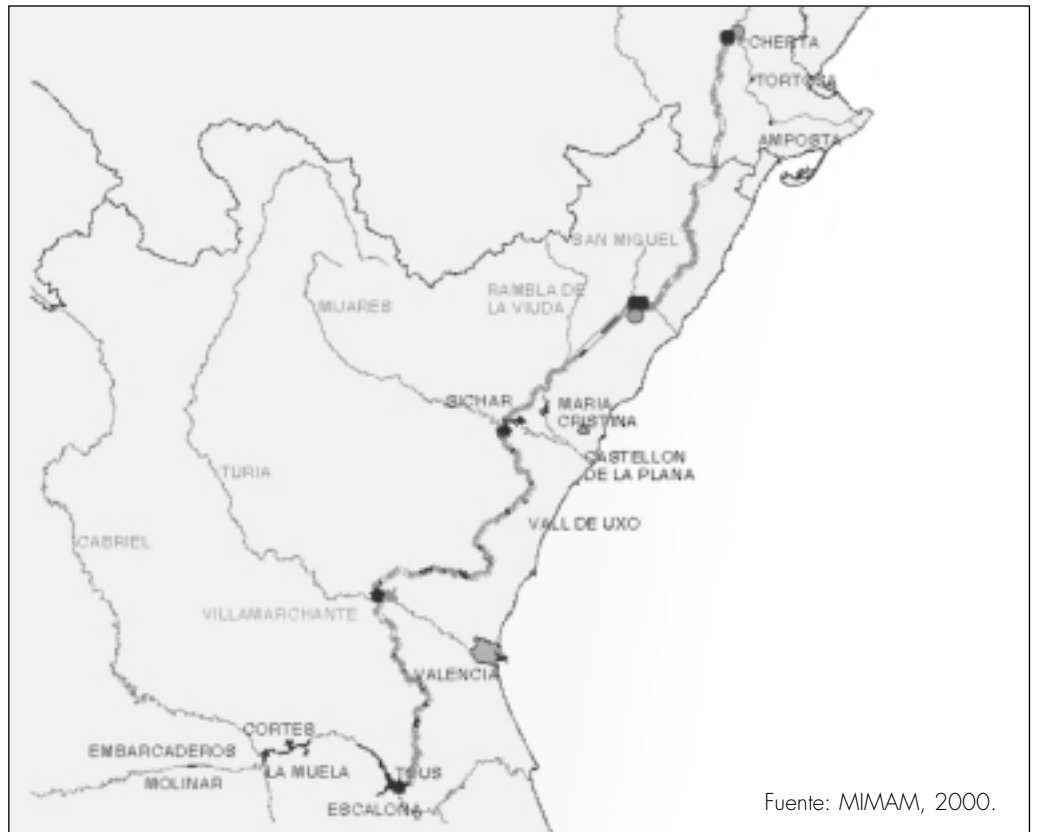 CHERTA
TORTOSA
AMPOSTA
SAN MIGUEL
RAMBLA DE
LA VIUDA
MIJARES
SICHAR
MARIA
CRISTINA
CASTELLON
DE LA PLANA
TURIA
VALL DE UXO
CABRIEL
VILLAMARCHANTE
VALENCIA
CORTES
EMBARCADEROS
LA MUELA
TOUS
MOLINAR
ESCALONA
Fuente: MIMAM, 2000.